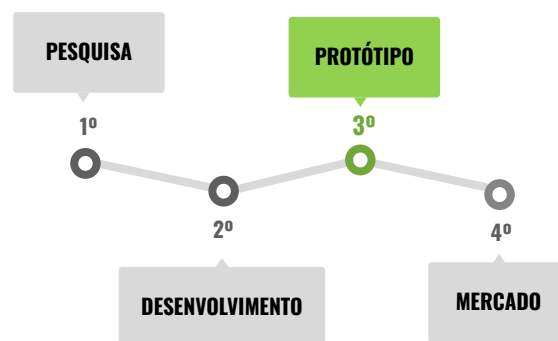 PESQUISA
1º
2º
DESENVOLVIMENTO
PROTÓTIPO
3º
4º
MERCADO